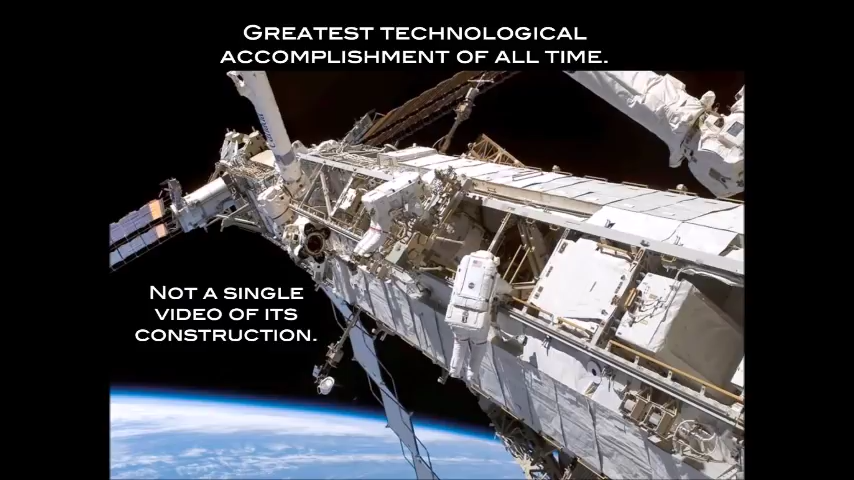 Greatest technological
accomplishment of all time.
Not a single
video of its
construction.